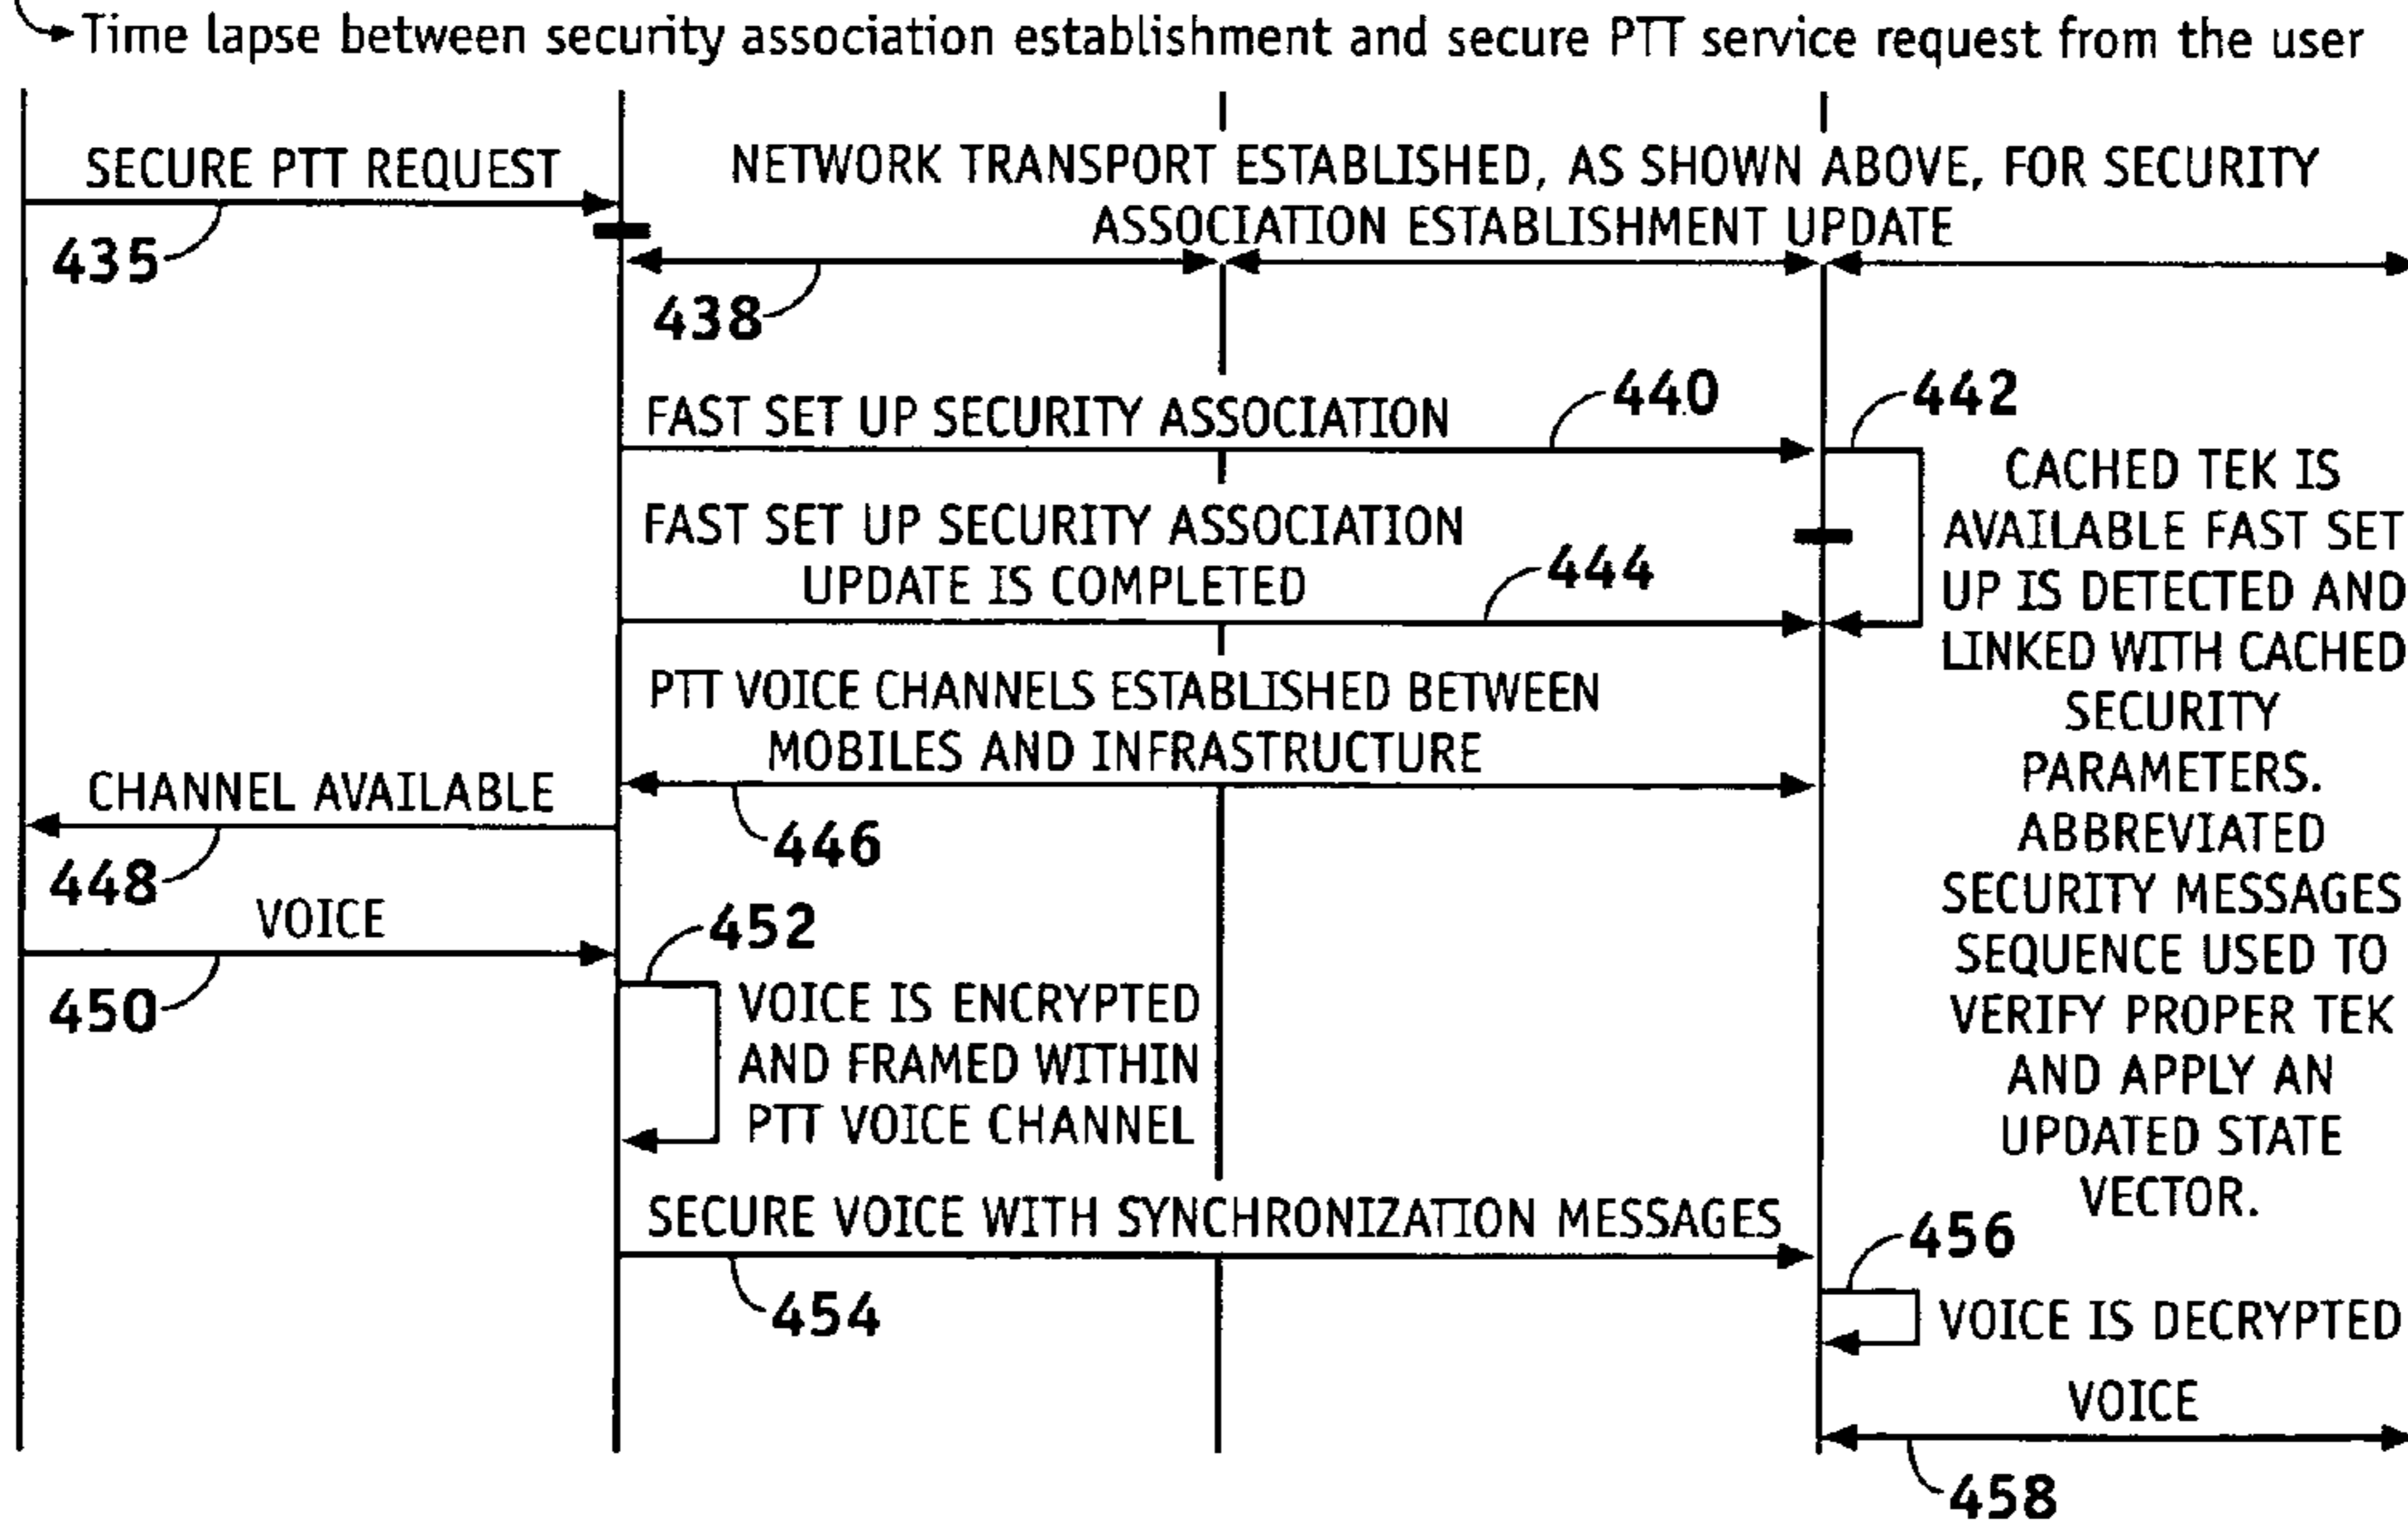 Time lapse between security association establishment and secure PTT service request from the user
SECURE PTT REQUEST
NETWORK TRANSPORT ESTABLISHED, AS SHOWN ABOVE, FOR SECURITY
ASSOCIATION ESTABLISHMENT UPDATE
435
438
FAST SET UP SECURITY ASSOCIATION
440
442
CACHED TEK IS
AVAILABLE FAST SET
UP IS DETECTED AND
LINKED WITH CACHED
SECURITY
PARAMETERS.
ABBREVIATED
SECURITY MESSAGES
SEQUENCE USED TO
VERIFY PROPER TEK
AND APPLY AN
UPDATED STATE
VECTOR.
FAST SET UP SECURITY ASSOCIATION
UPDATE IS COMPLETED
444
PTT VOICE CHANNELS ESTABLISHED BETWEEN
MOBILES AND INFRASTRUCTURE
446
CHANNEL AVAILABLE
448
VOICE
450
452
VOICE IS ENCRYPTED
AND FRAMED WITHIN
PTT VOICE CHANNEL
SECURE VOICE WITH SYNCHRONIZATION MESSAGES
454
456
VOICE IS DECRYPTED
VOICE
458